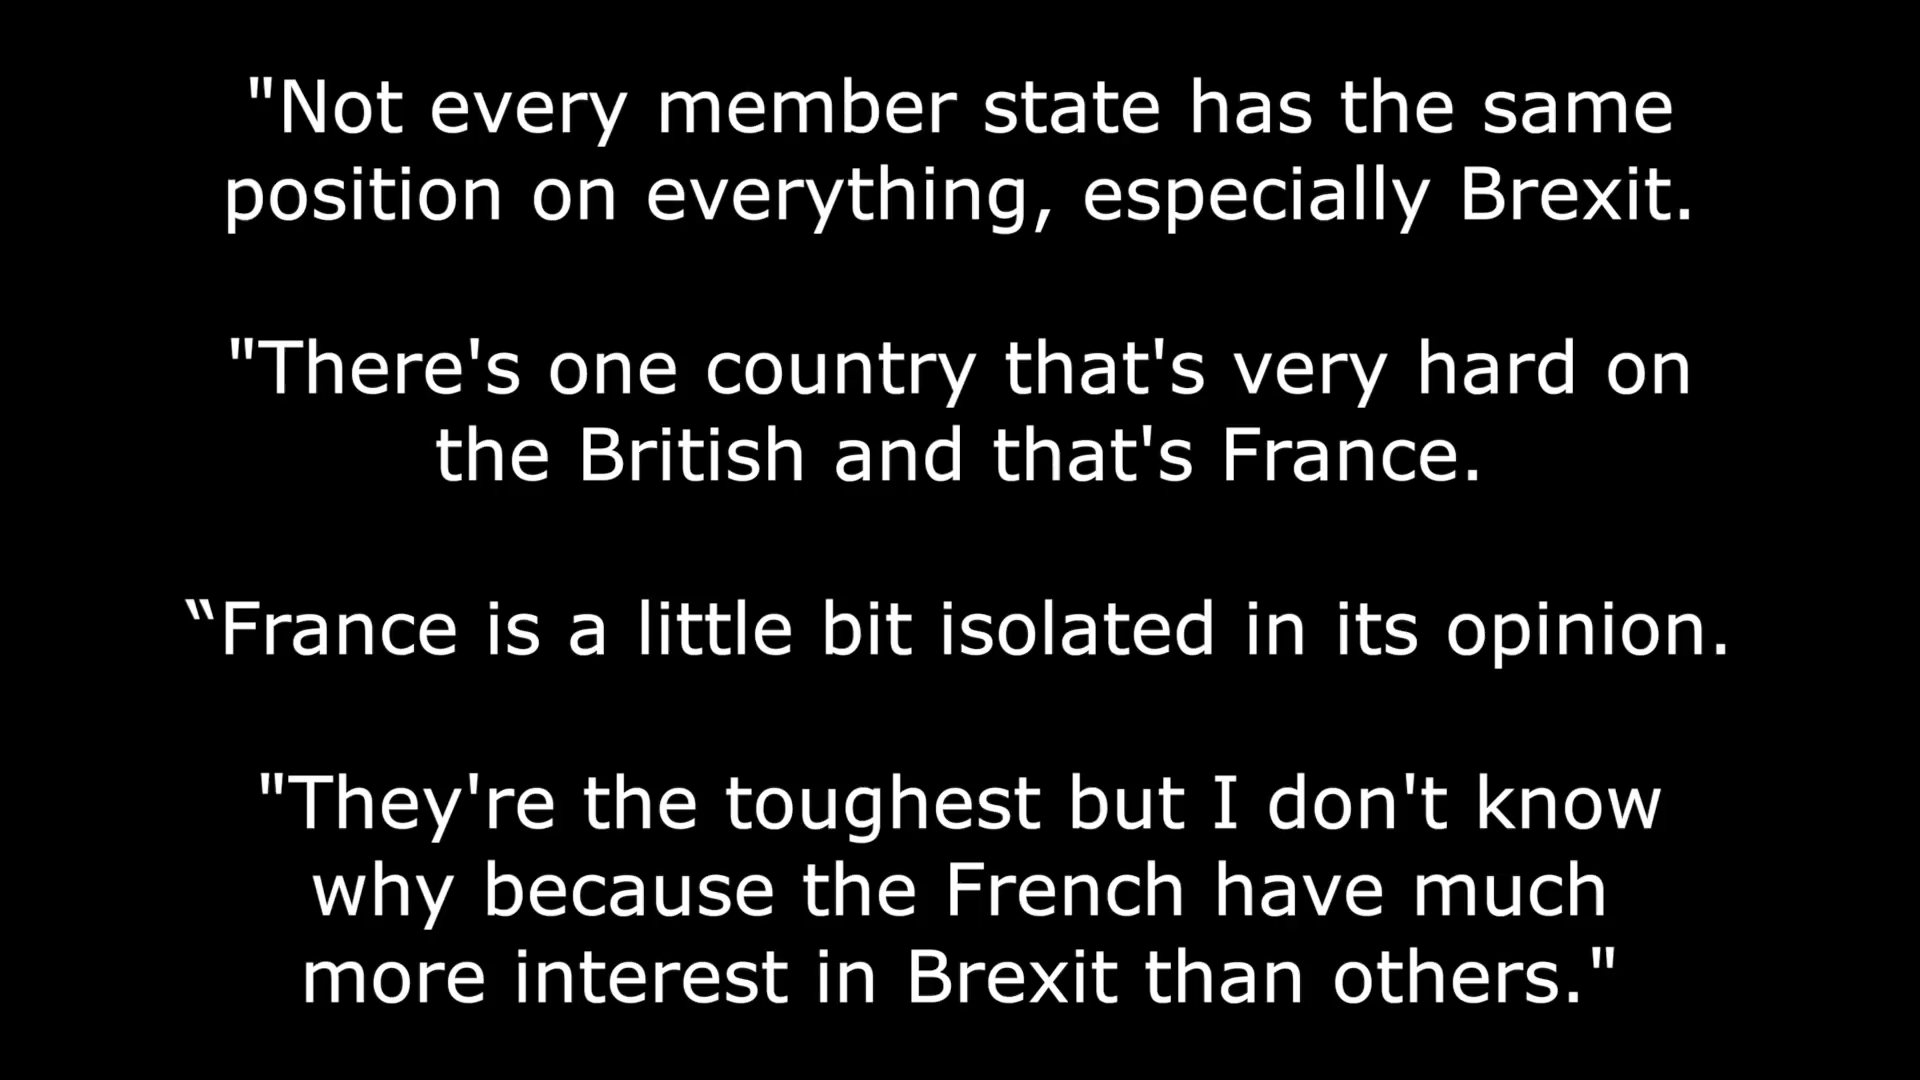 "Not every member state has the same
position on everything, especially Brexit.
"There's one country that's very hard on
the British and that's France.
“France is a little bit isolated in its opinion.
"They're the toughest but I don't know
why because the French have much
more interest in Brexit than others."